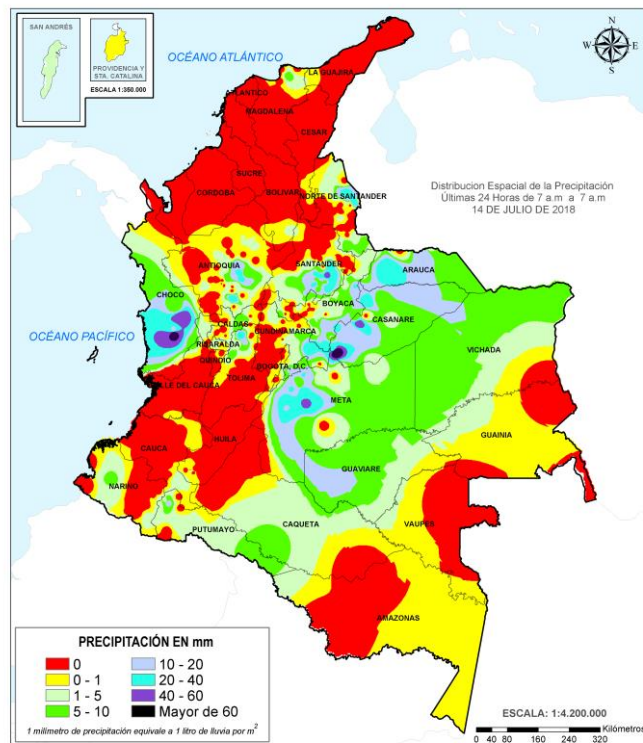 SAN ANDRÉS
PROVIDENCIA Y
STA. CATALINA
ESCALA 1:350.000
OCÉANO ATLÁNTICO
N
W E
S
LA GUAJIRA
ATLANTICO
MAGDALENA
CESAR
SUCRE
CORDOBA
BOLIVAR
NORTE DE SANTANDER
Distribucion Espacial de la Precipitación
Últimas 24 Horas de 7 a.m a 7 a.m
14 DE JULIO DE 2018
ANTIOQUIA
SANTANDER
ARAUCA
CHOCO
BOYACA
CASANARE
OCÉANO PACÍFICO
CALDAS
CUNDINAMARCA
RISARALDA
VICHADA
QUINDIO
BOGOTA, D.C.
TOLIMA
VALLE DEL CAUCA
META
GUAINIA
CAUCA
HUILA
GUAVIARE
NARIÑO
CAQUETA
VAUPES
PUTUMAYO
AMAZONAS
PRECIPITACIÓN EN mm
0
0 - 1
1 - 5
5 - 10
10 - 20
20 - 40
40 - 60
Mayor de 60
1 milimetro de precipitación equivale a 1 litro de lluvia por m²
ESCALA: 1:4.200.000
Kilómetros
0 40 80 160 240 320